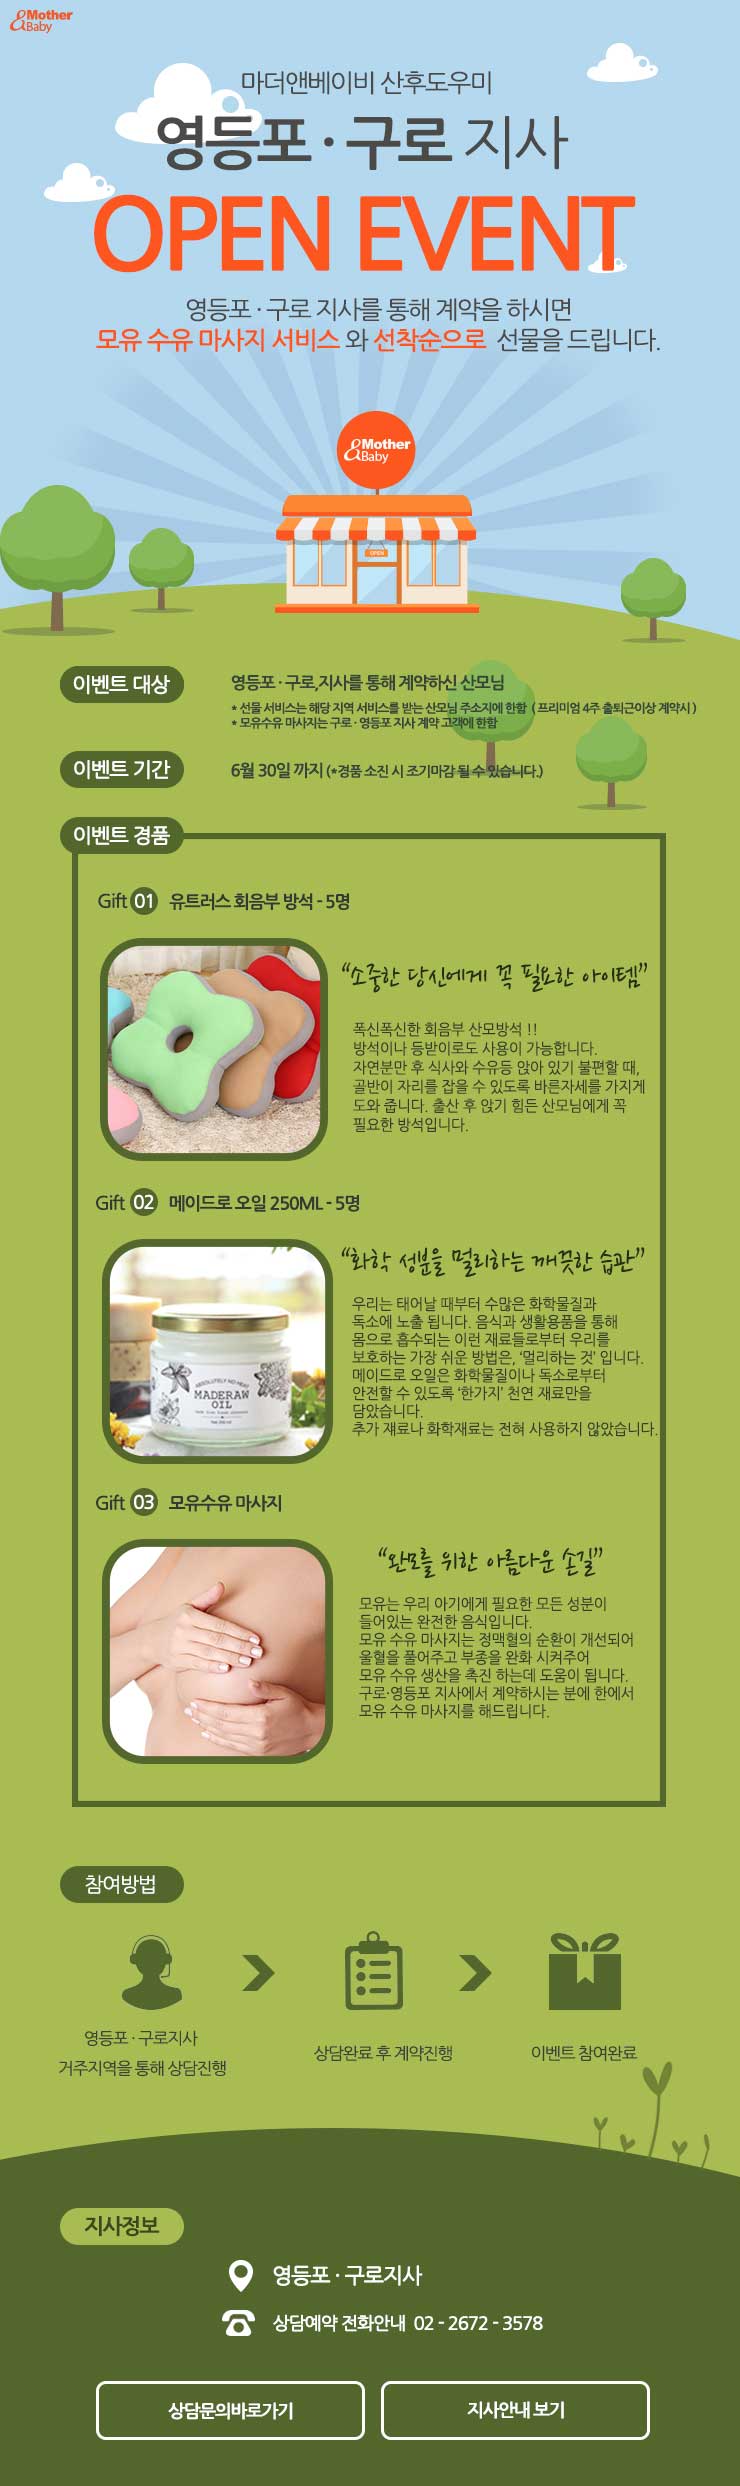 &Mother
Baby
마더앤베이비 산후도우미
영등포 · 구로 지사
OPEN EVENT
영등포 · 구로 지사를 통해 계약을 하시면
모유 수유 마사지 서비스 와 선착순으로 선물을 드립니다.
&Mother
Baby
OPEN
이벤트 대상
영등포 · 구로,지사를 통해 계약하신 산모님
* 선물 서비스는 해당 지역 서비스를 받는 산모님 주소지에 한함 ( 프리미엄 4주 출퇴근이상 계약시 )
* 모유수유 마사지는 구로 · 영등포 지사 계약 고객에 한함
이벤트 기간
6월 30일 까지 (*경품 소진 시 조기마감 될 수 있습니다.)
이벤트 경품
Gift 01 유트러스 회음부 방석 - 5명
“소중한 당신에게 꼭 필요한 아이템”
폭신폭신한 회음부 산모방석 !!
방석이나 등받이로도 사용이 가능합니다.
자연분만 후 식사와 수유등 앉아 있기 불편할 때,
골반이 자리를 잡을 수 있도록 바른자세를 가지게
도와 줍니다. 출산 후 앉기 힘든 산모님에게 꼭
필요한 방석입니다.
Gift 02 메이드로 오일 250ML - 5명
“화학 성분을 멀리하는 깨끗한 습관”
우리는 태어날 때부터 수많은 화학물질과
독소에 노출 됩니다. 음식과 생활용품을 통해
몸으로 흡수되는 이런 재료들로부터 우리를
보호하는 가장 쉬운 방법은, ‘멀리하는 것’ 입니다.
메이드로 오일은 화학물질이나 독소로부터
안전할 수 있도록 ‘한가지’ 천연 재료만을
담았습니다.
추가 재료나 화학재료는 전혀 사용하지 않았습니다.
ABSOLUTELY NO HEAT
MADERAW
OIL
Gift 03 모유수유 마사지
“완모를 위한 아름다운 손길”
모유는 우리 아기에게 필요한 모든 성분이
들어있는 완전한 음식입니다.
모유 수유 마사지는 정맥혈의 순환이 개선되어
울혈을 풀어주고 부종을 완화 시켜주어
모유 수유 생산을 촉진 하는데 도움이 됩니다.
구로·영등포 지사에서 계약하시는 분에 한에서
모유 수유 마사지를 해드립니다.
참여방법
영등포 · 구로지사
거주지역을 통해 상담진행
상담완료 후 계약진행
이벤트 참여완료
지사정보
영등포 · 구로지사
상담예약 전화안내 02 - 2672 - 3578
상담문의바로가기
지사안내 보기